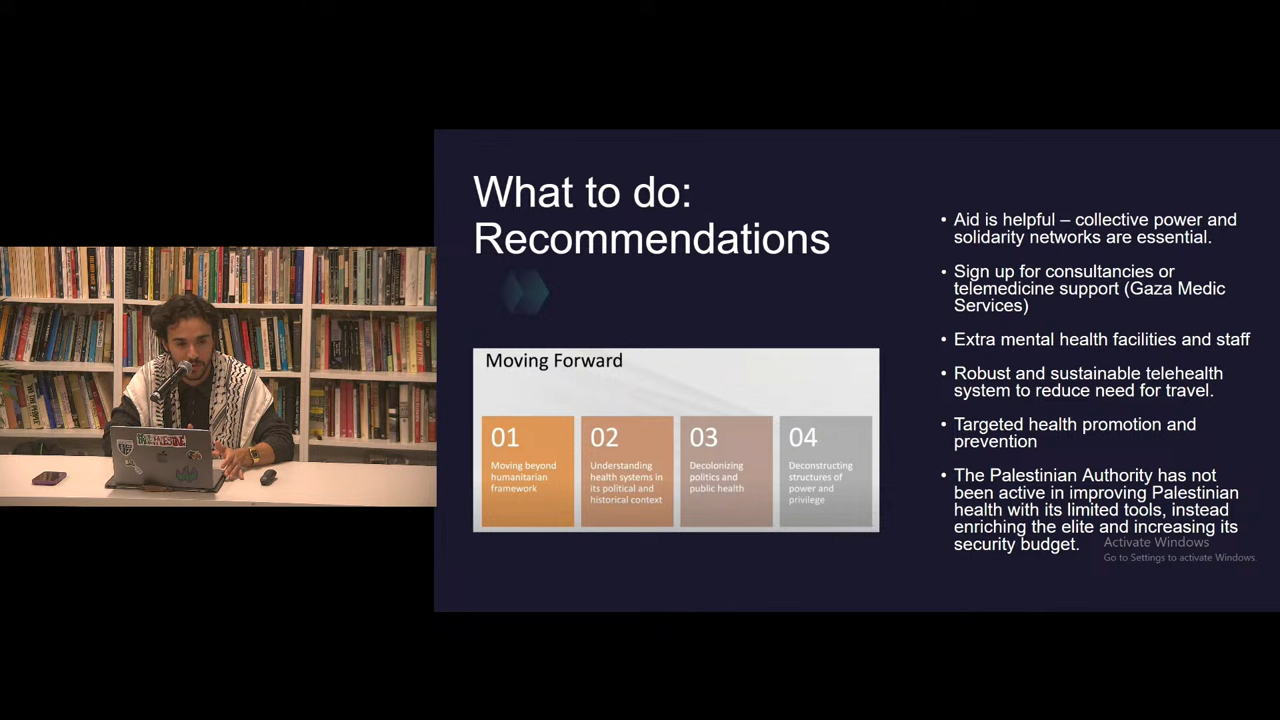 What to do:
Recommendations
Moving Forward
01
Moving beyond
humanitarian
framework
02
Understanding
health systems in
its political and
historical context
03
Decolonizing
politics and
public health
04
Deconstructing
structures of
power and
privilege
• Aid is helpful – collective power and
solidarity networks are essential.
• Sign up for consultancies or
telemedicine support (Gaza Medic
Services)
• Extra mental health facilities and staff
• Robust and sustainable telehealth
system to reduce need for travel.
• Targeted health promotion and
prevention
• The Palestinian Authority has not
been active in improving Palestinian
health with its limited tools, instead
enriching the elite and increasing its
security budget.
Activate Windows
Go to Settings to activate Windows.